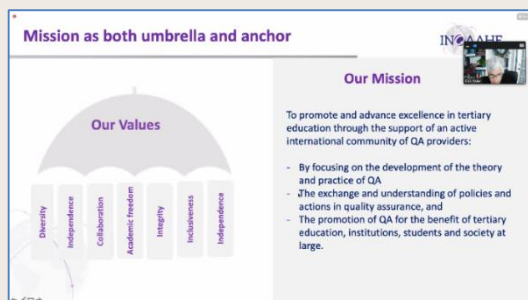 Mission as both umbrella and anchor
INQAAHE
Our Values
Diversity
Independence
Collaboration
Academic freedom
Integrity
Inclusiveness
Independence
Our Mission
To promote and advance excellence in tertiary
education through the support of an active
international community of QA providers:
- By focusing on the development of the theory
and practice of QA
- The exchange and understanding of policies and
actions in quality assurance, and
- The promotion of QA for the benefit of tertiary
education, institutions, students and society at
large.